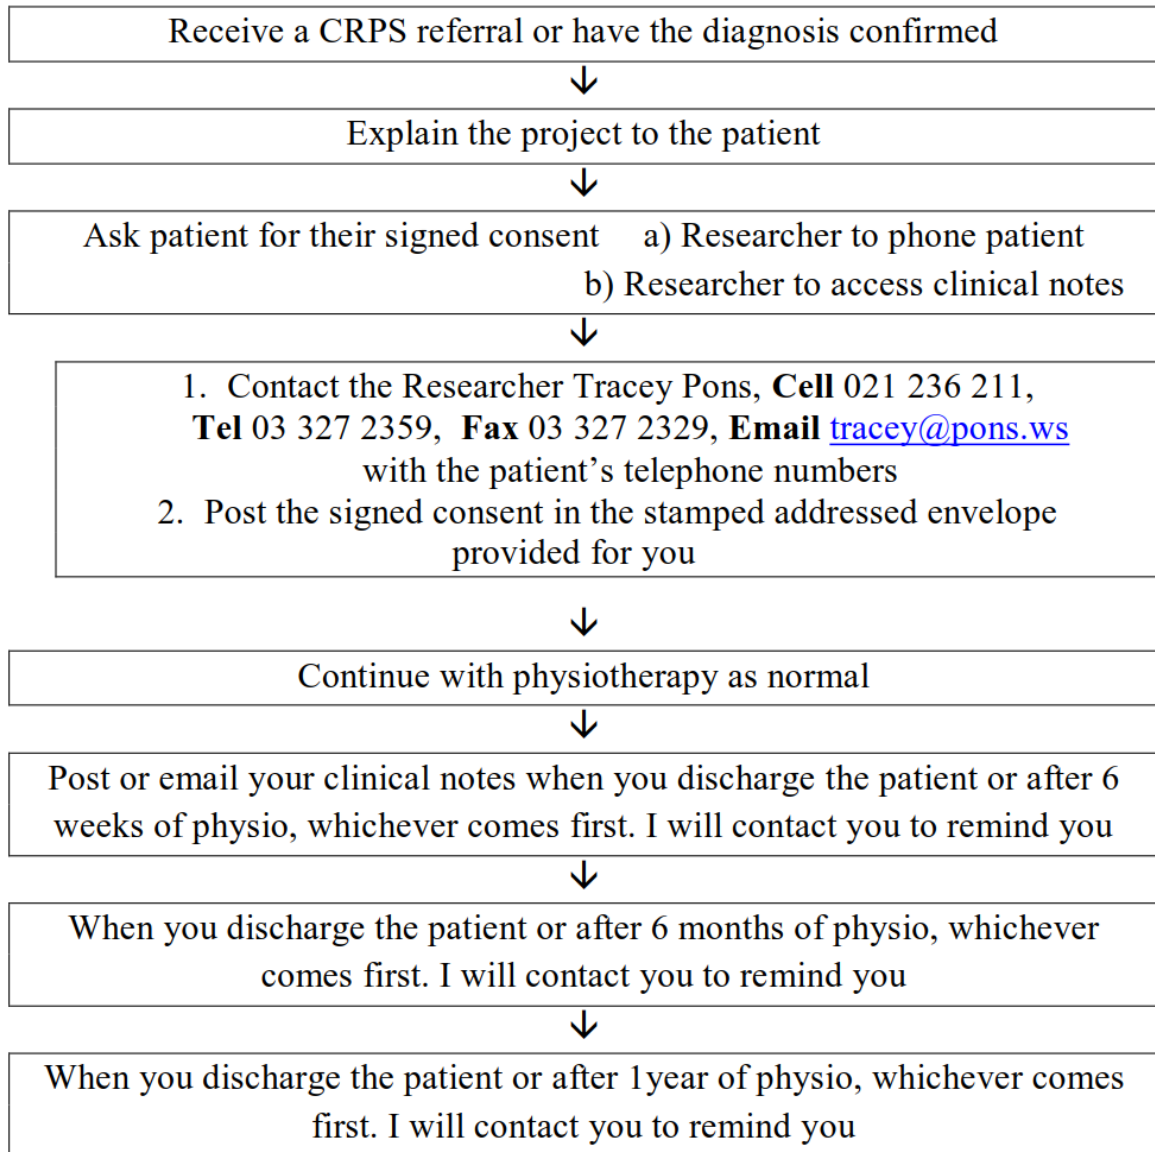 Receive a CRPS referral or have the diagnosis confirmed
↓
Explain the project to the patient
↓
Ask patient for their signed consent a) Researcher to phone patient
b) Researcher to access clinical notes
↓
1. Contact the Researcher Tracey Pons, Cell 021 236 211,
Tel 03 327 2359, Fax 03 327 2329, Email tracey@pons.ws
with the patient’s telephone numbers
2. Post the signed consent in the stamped addressed envelope
provided for you
↓
Continue with physiotherapy as normal
↓
Post or email your clinical notes when you discharge the patient or after 6
weeks of physio, whichever comes first. I will contact you to remind you
↓
When you discharge the patient or after 6 months of physio, whichever
comes first. I will contact you to remind you
↓
When you discharge the patient or after 1year of physio, whichever comes
first. I will contact you to remind you